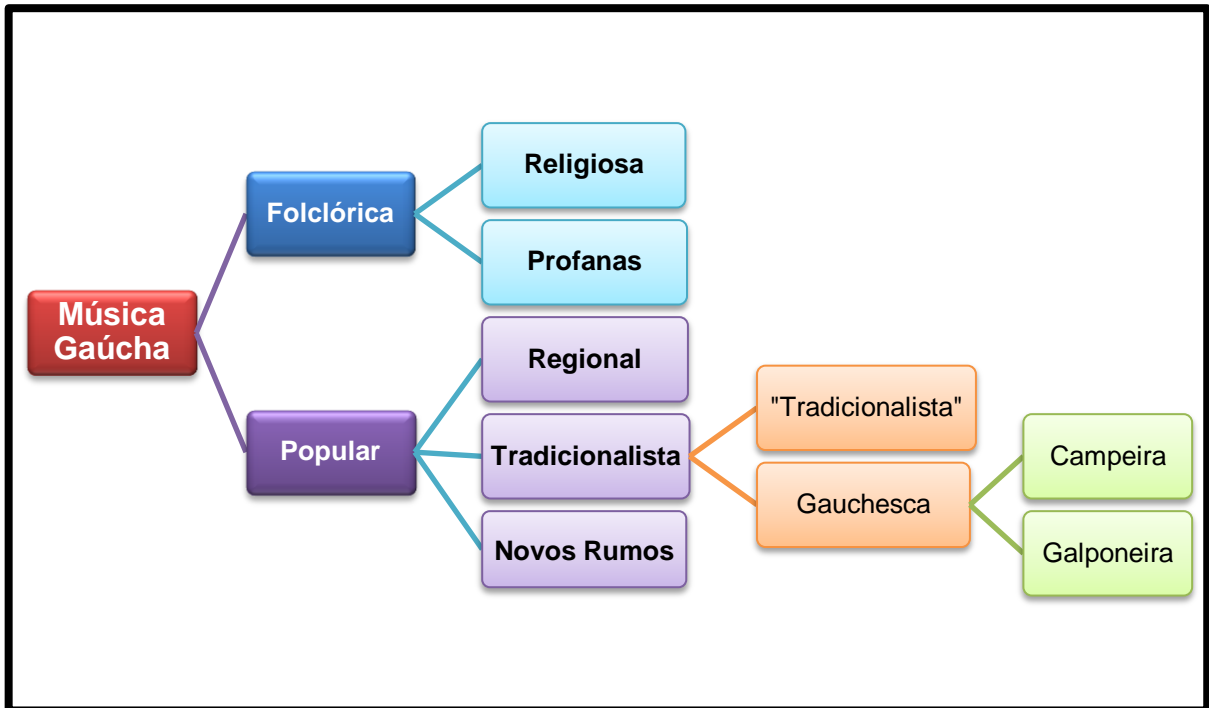 Música
Gaúcha
Folclórica
Religiosa
Profanas
Popular
Regional
Tradicionalista
"Tradicionalista"
Gauchesca
Campeira
Galponeira
Novos Rumos